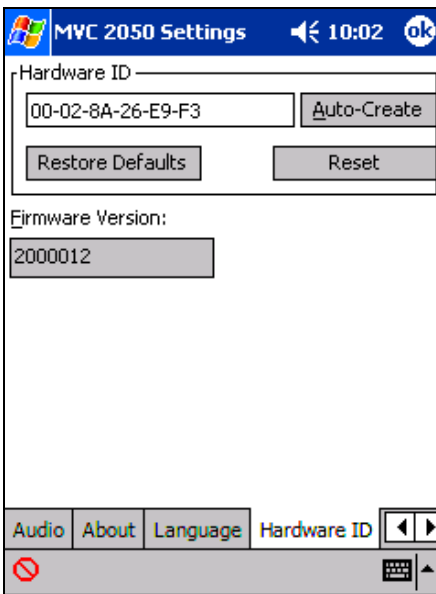 MVC 2050 Settings 10:02 ok
Hardware ID
00-02-8A-26-E9-F3 Auto-Create
Restore Defaults Reset
Firmware Version:
2000012
Audio About Language Hardware ID